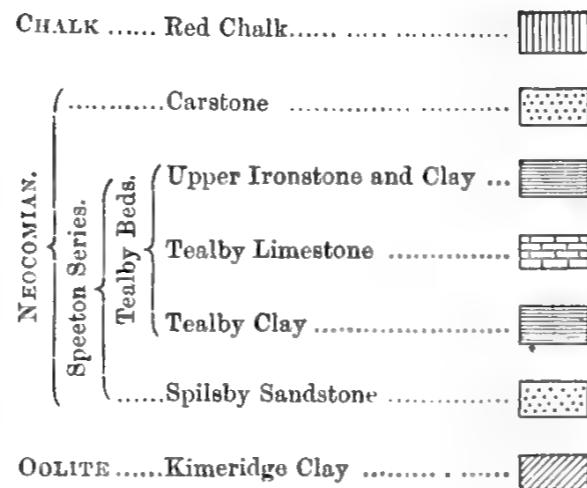 CHALK ...... Red Chalk...... ..... .... ..............
............Carstone ............... ..............
Upper Ironstone and Clay ...
Tealby Limestone ..............
Tealby Clay.............................
......Spilsby Sandstone ..................
OOLITE ......Kimeridge Clay ......... . ......
NEOCOMIAN.
Speeton Series.
Tealby Beds.